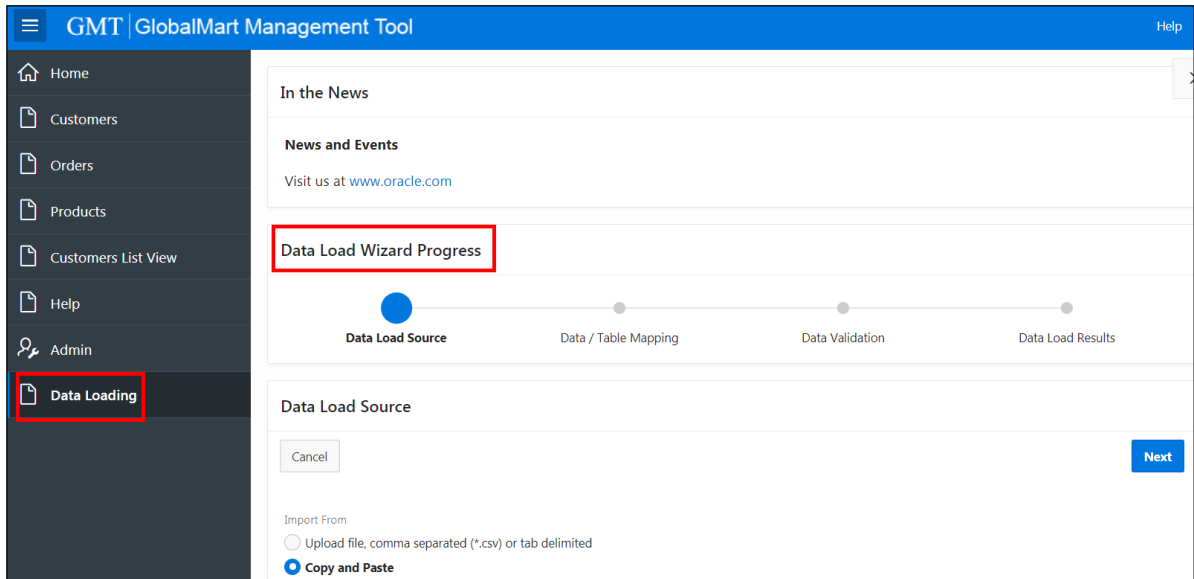 GMT GlobalMart Management Tool
Help
Home
Customers
Orders
Products
Customers List View
Help
Admin
Data Loading
In the News
News and Events
Visit us at www.oracle.com
Data Load Wizard Progress
Data Load Source
Data / Table Mapping
Data Validation
Data Load Results
Data Load Source
Cancel
Next
Import From
Upload file, comma separated (*.csv) or tab delimited
Copy and Paste